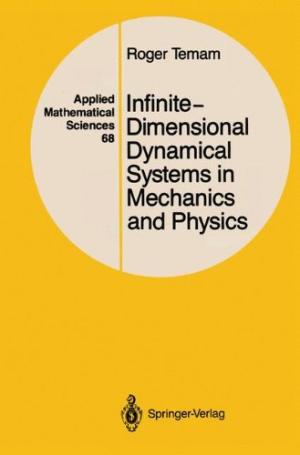 Roger Temam
Applied
Mathematical
Sciences
68
Infinite–
Dimensional
Dynamical
Systems in
Mechanics
and Physics
Springer-Verlag